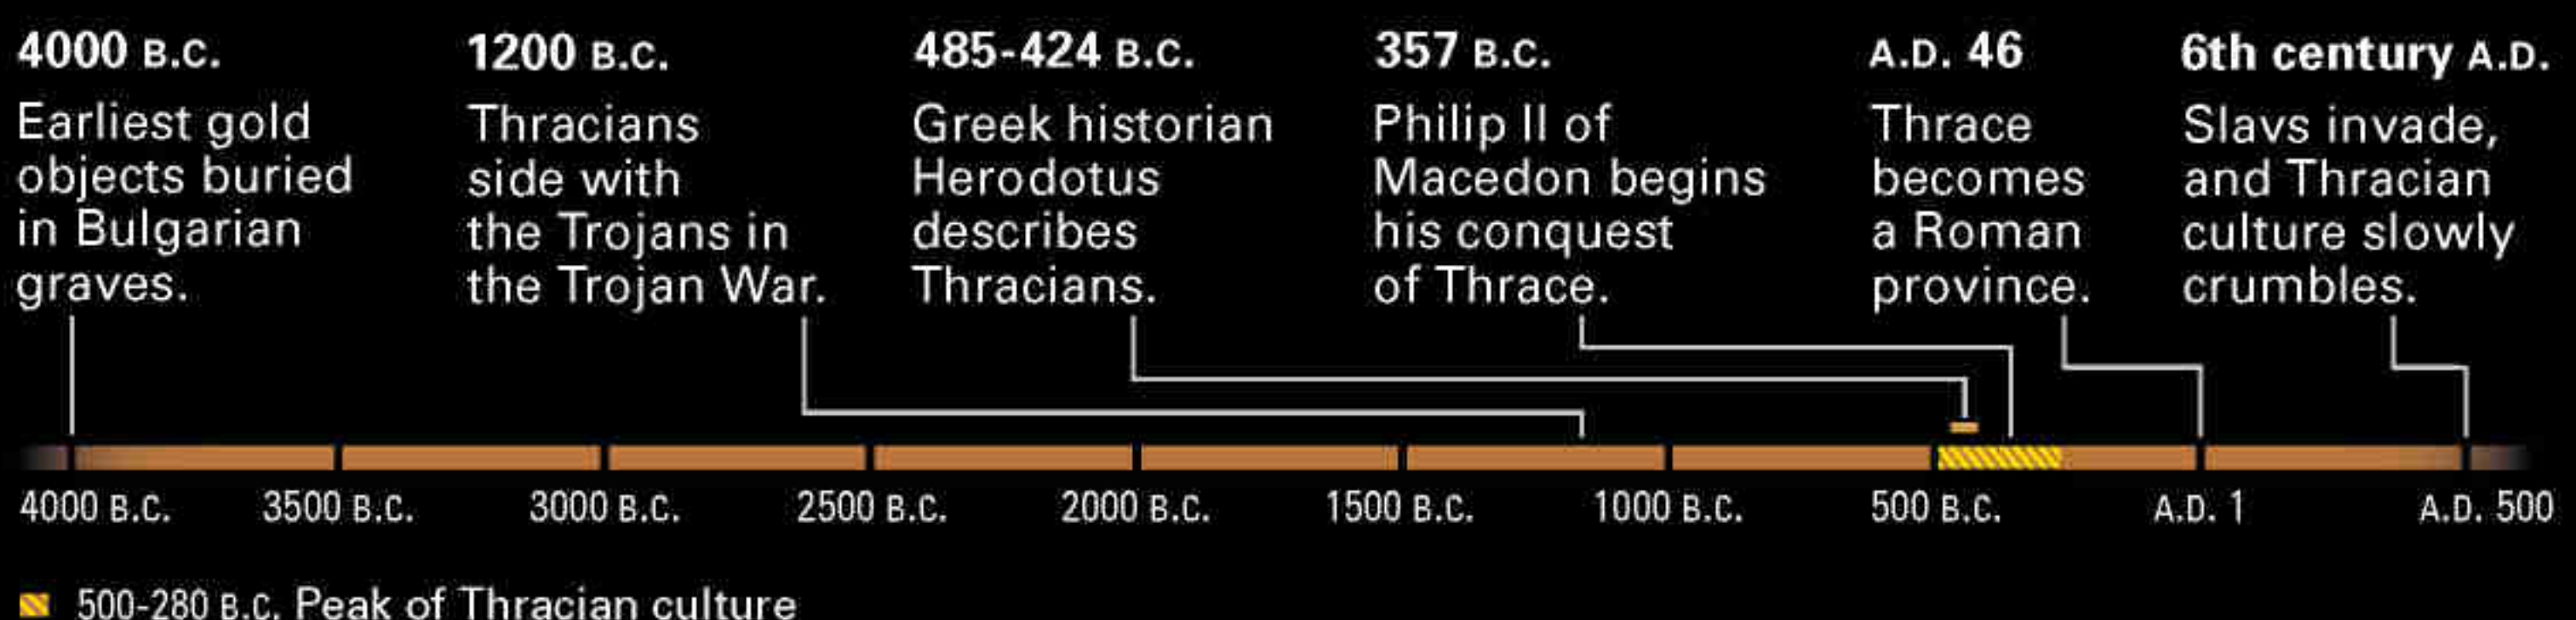 4000 B.C.
Earliest gold
objects buried
in Bulgarian
graves.
1200 B.C.
Thracians
side with
the Trojans in
the Trojan War.
485-424 B.C.
Greek historian
Herodotus
describes
Thracians.
357 B.C.
Philip II of
Macedon begins
his conquest
of Thrace.
A.D. 46
Thrace
becomes
a Roman
province.
6th century A.D.
Slavs invade,
and Thracian
culture slowly
crumbles.
4000 B.C.
3500 B.C.
3000 B.C.
2500 B.C.
2000 B.C.
1500 B.C.
1000 B.C.
500 B.C.
A.D. 1
A.D. 500
500-280 B.C. Peak of Thracian culture